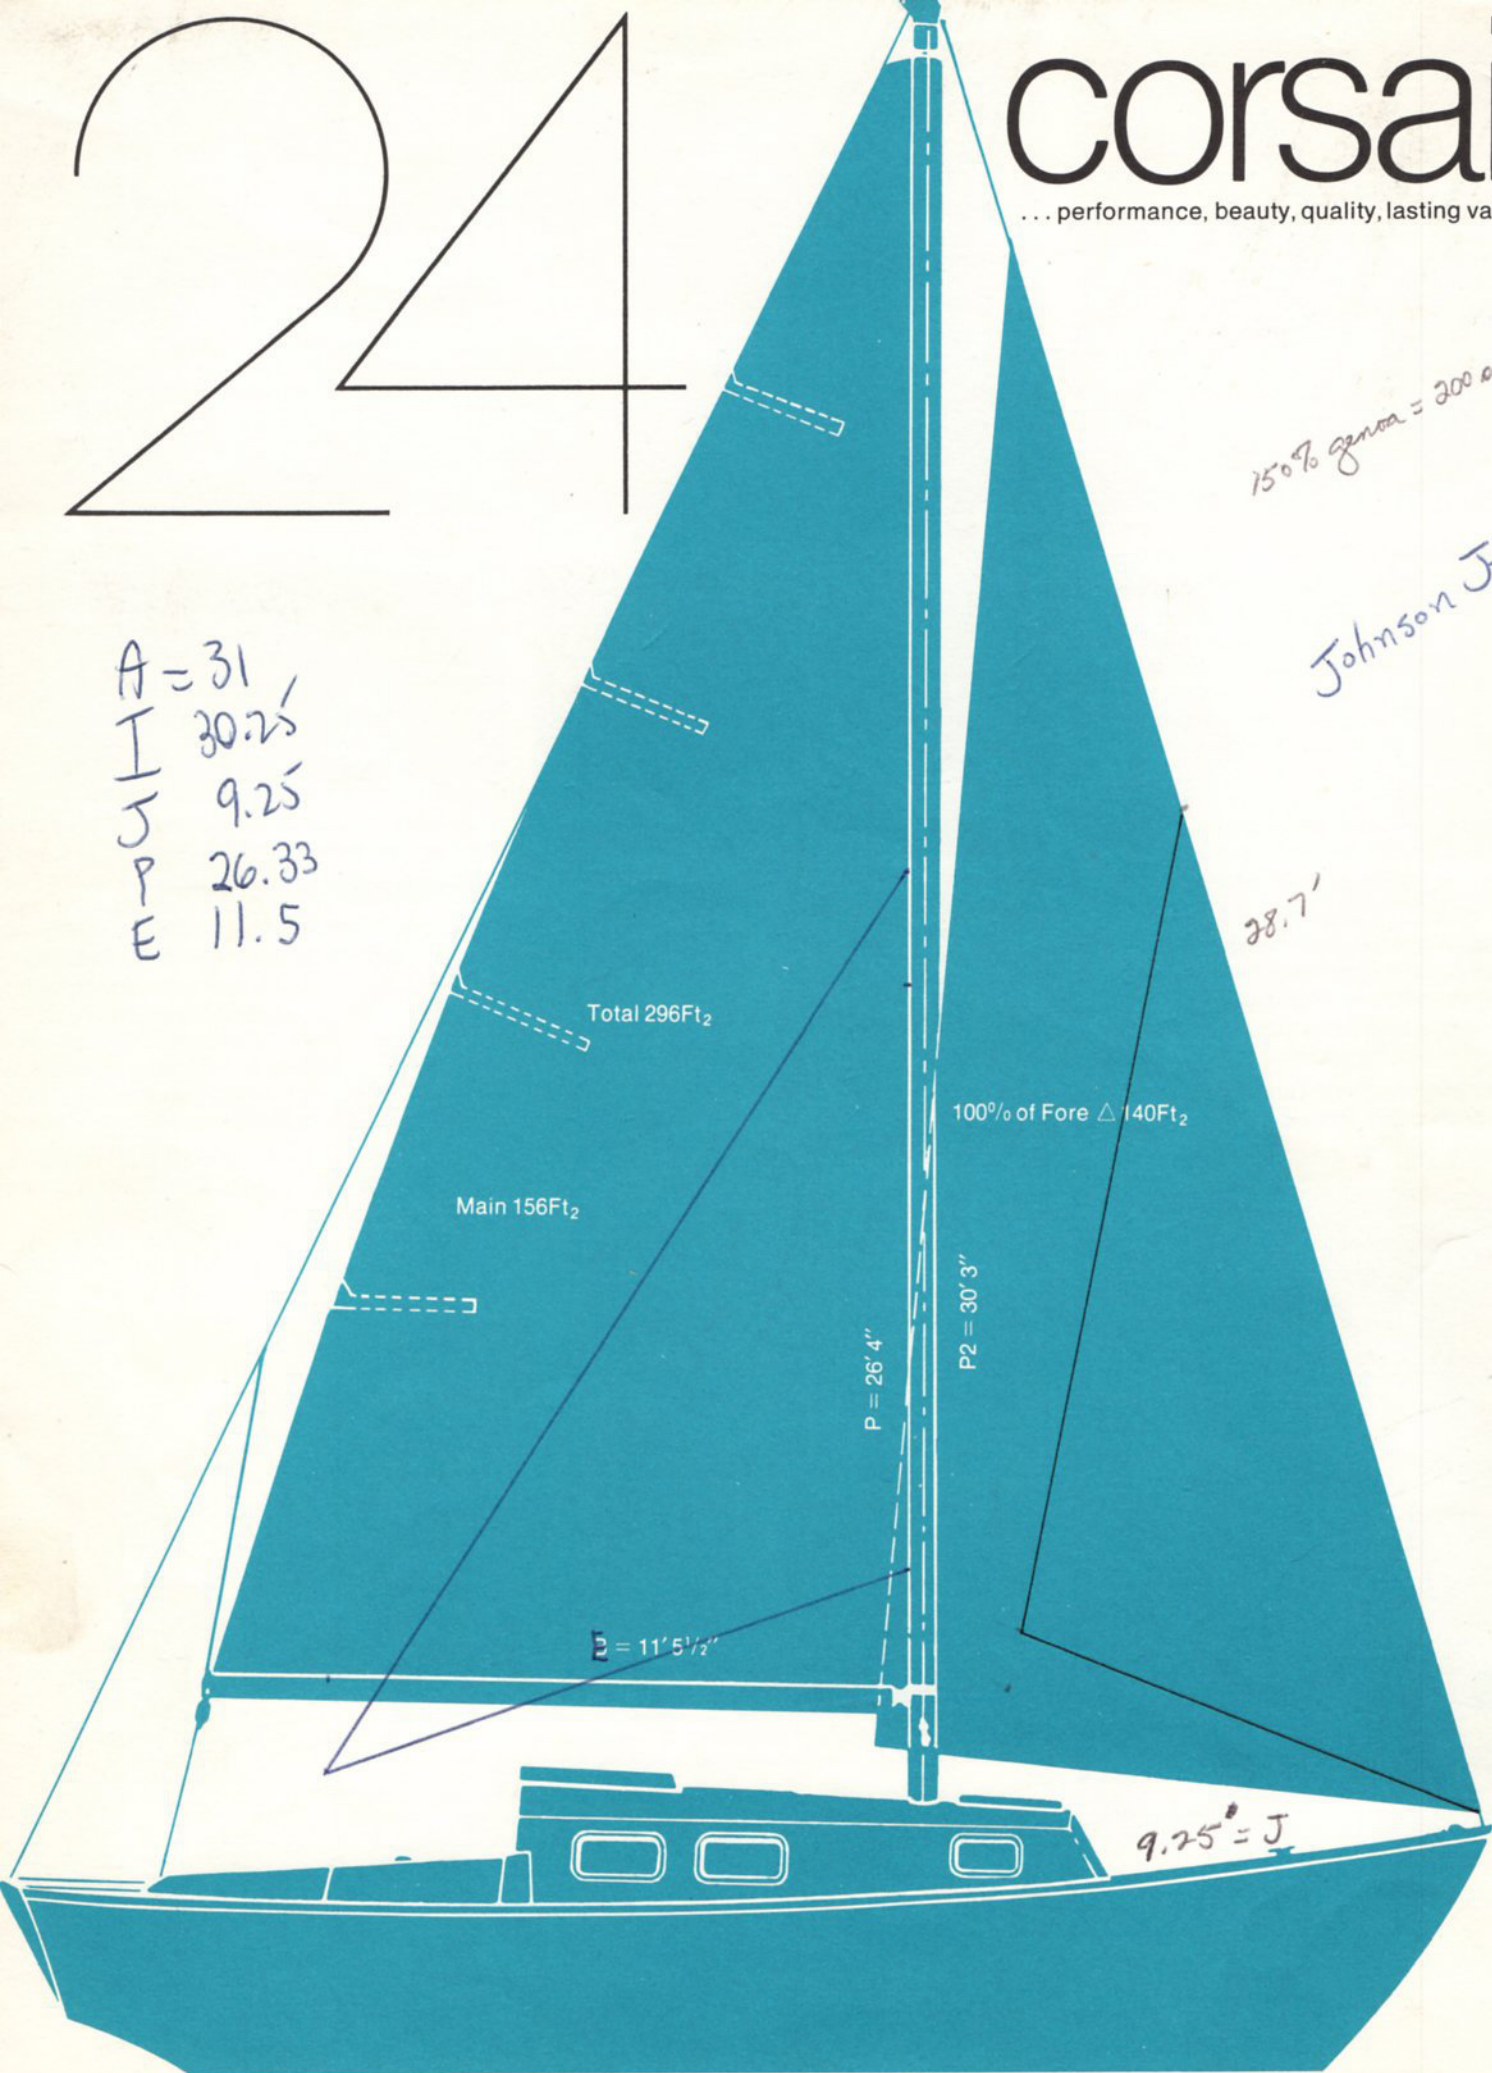 24
corsai
... performance, beauty, quality, lasting va
150% genoa = 200
Johnson J
A = 31
I 30.25'
J 9.25
P 26.33
E 11.5
28.7'
Total 296Ft2
100% of Fore △ 140Ft2
Main 156Ft2
P = 26' 4"
P2 = 30' 3"
E = 11' 5½"
9.25' = J